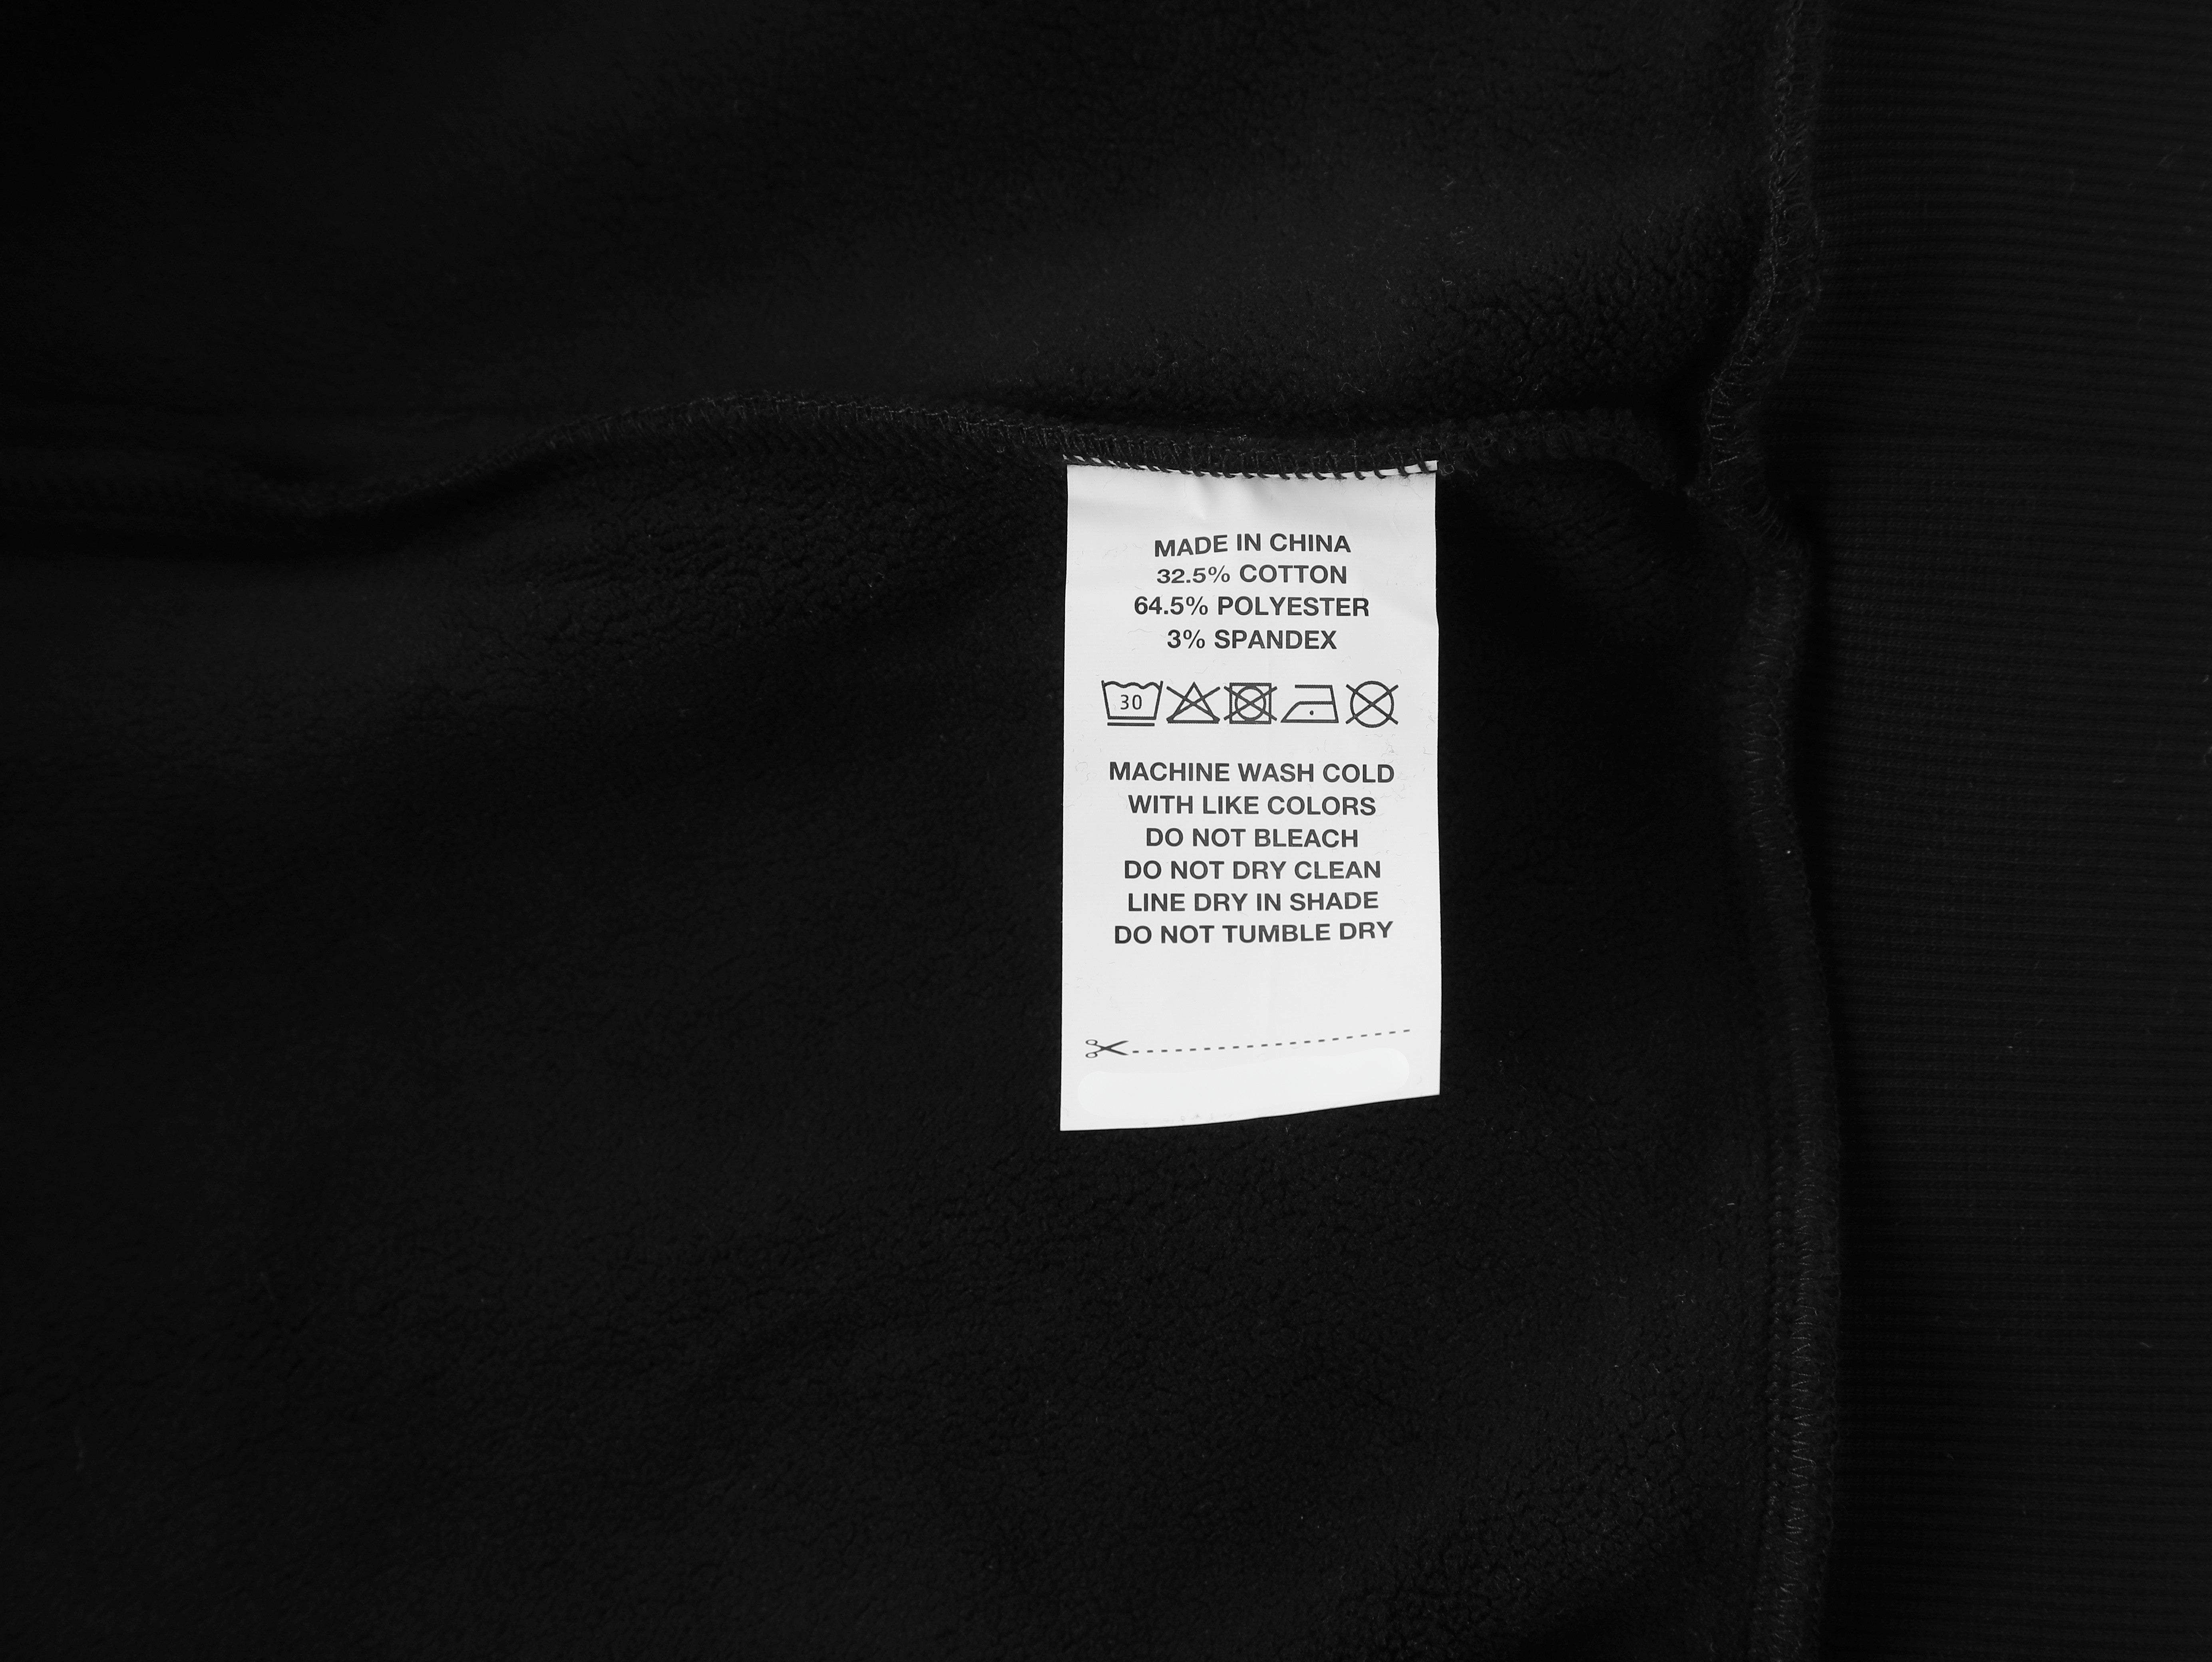 MADE IN CHINA
32.5% COTTON
64.5% POLYESTER
3% SPANDEX
30
MACHINE WASH COLD
WITH LIKE COLORS
DO NOT BLEACH
DO NOT DRY CLEAN
LINE DRY IN SHADE
DO NOT TUMBLE DRY